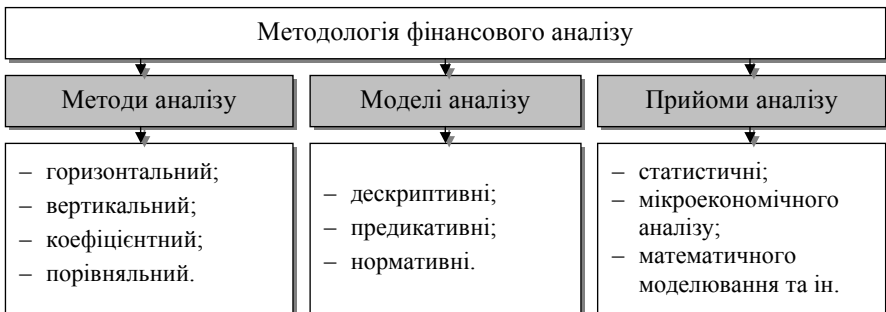 Методологія фінансового аналізу
Методи аналізу
Моделі аналізу
Прийоми аналізу
– горизонтальний;
– вертикальний;
– коефіцієнтний;
– порівняльний.
– дескриптивні;
– предикативні;
– нормативні.
– статистичні;
– мікроекономічного
аналізу;
– математичного
моделювання та ін.